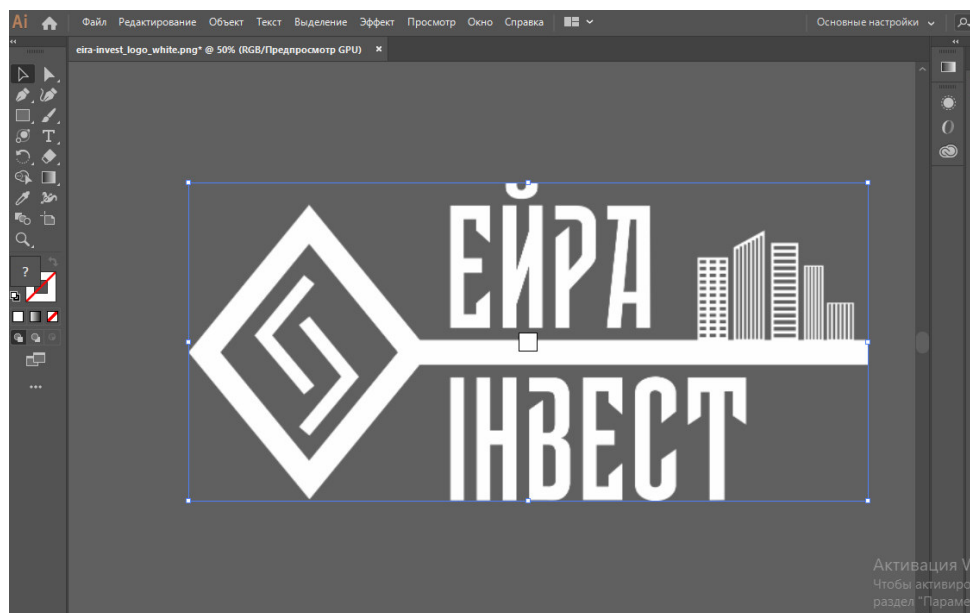 Ai Файл Редактирование Объект Текст Выделение Эффект Просмотр Окно Справка Основные настройки
eira-invest_logo_white.png* @ 50% (RGB/Предпросмотр GPU) ×
T
?
ЕЙРА
ІНВЕСТ
Активация
Чтобы активиро
раздел "Параме